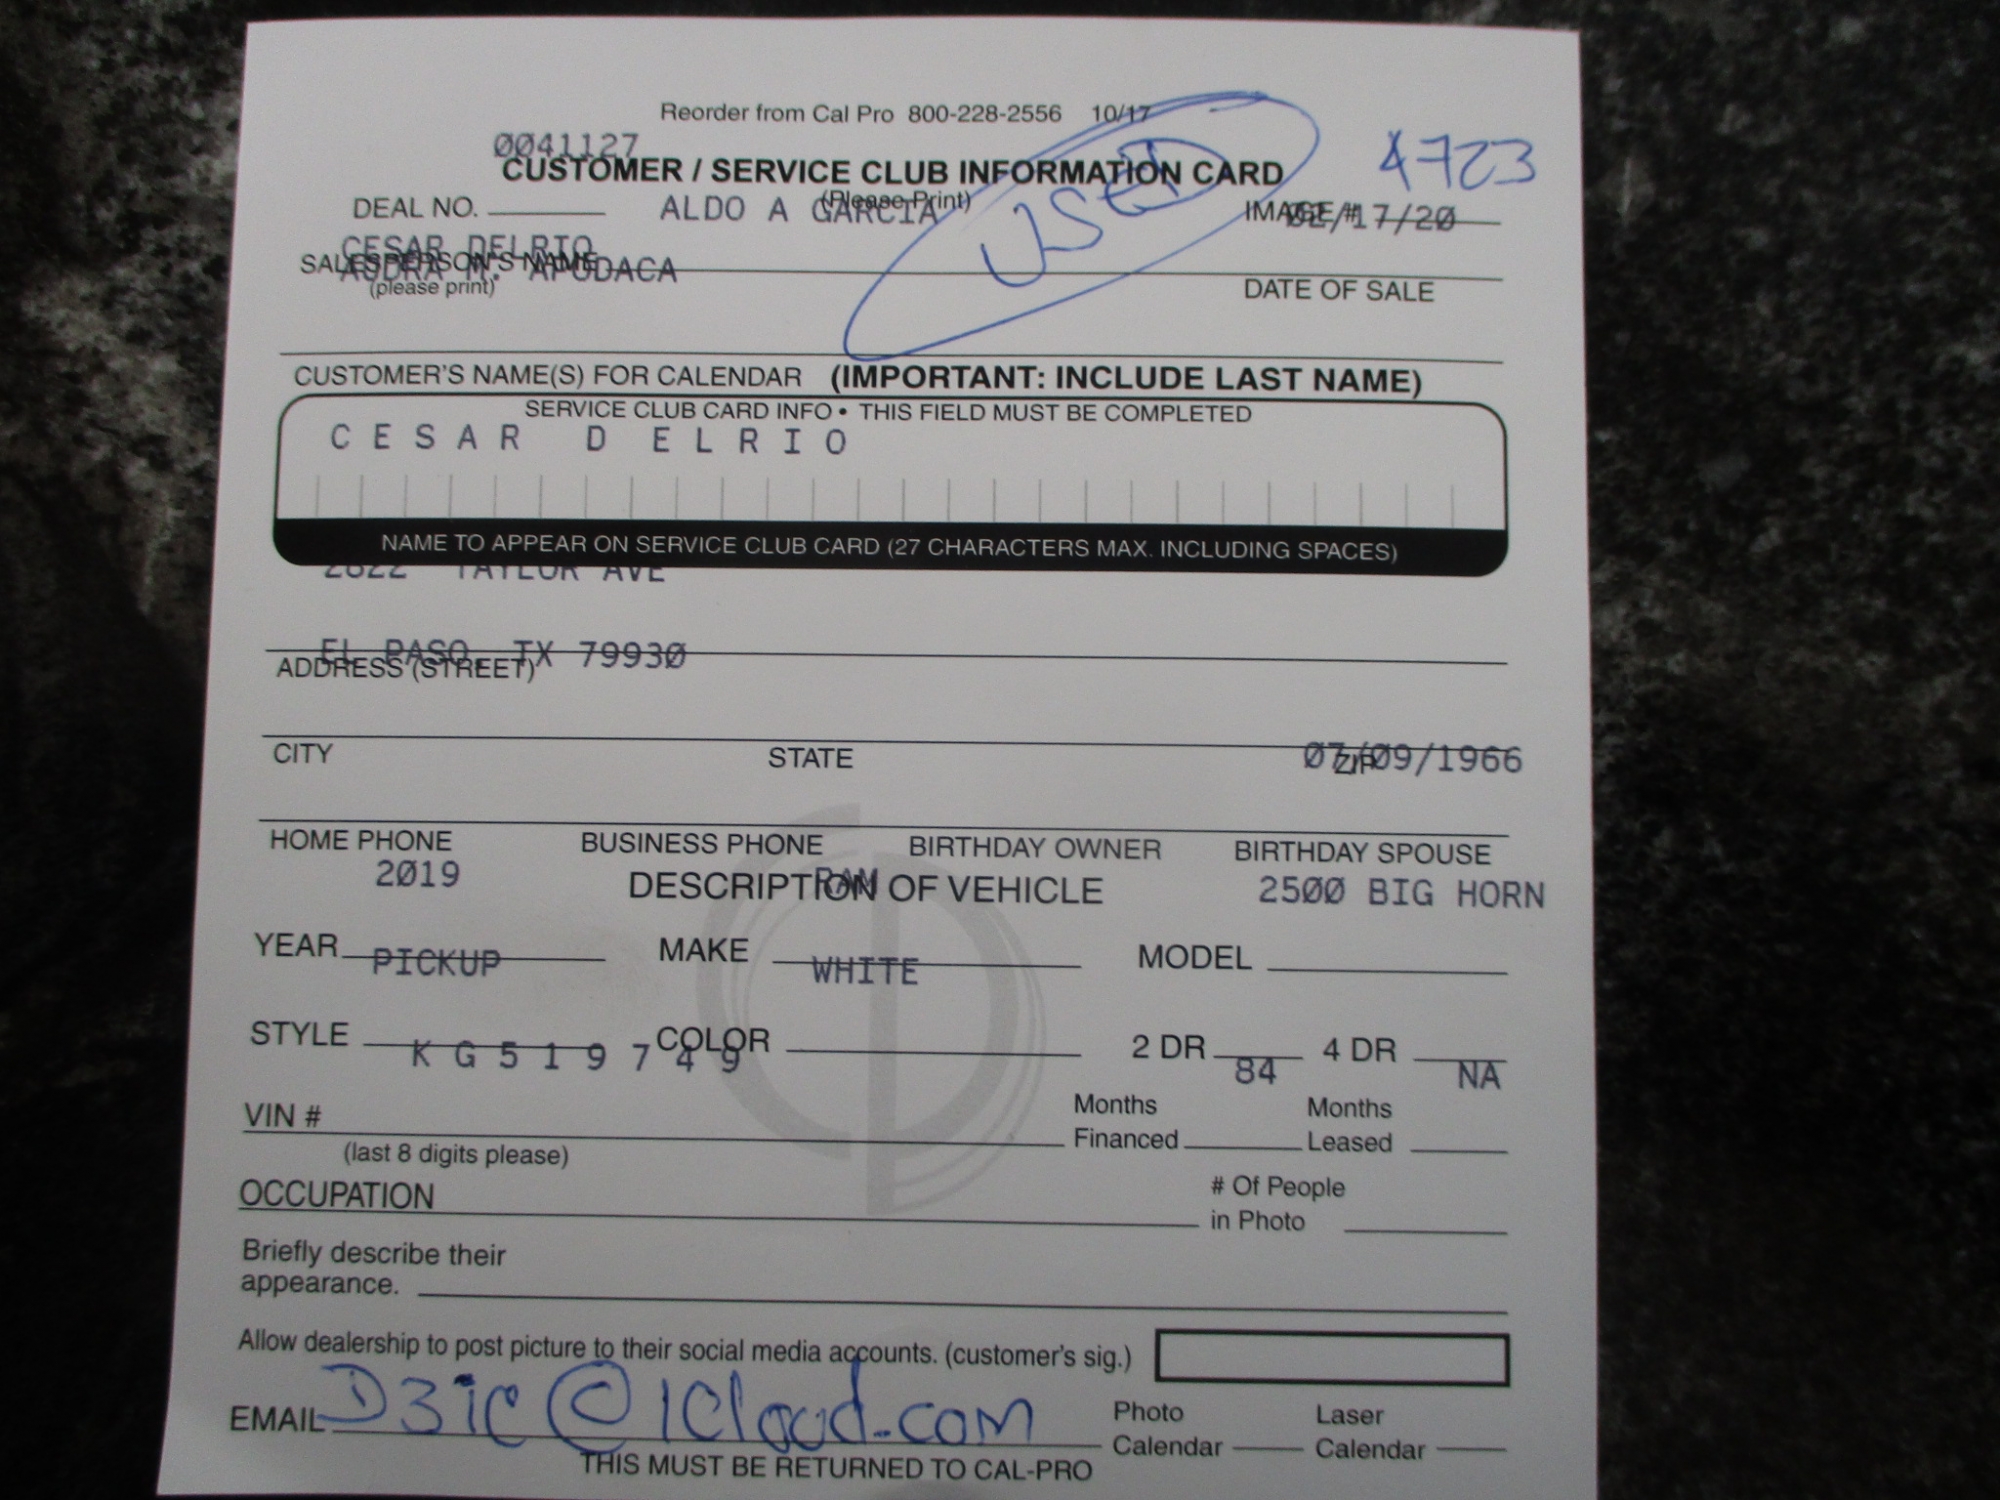 Reorder from Cal Pro 800-228-2556 10/17
0041127
4723
CUSTOMER / SERVICE CLUB INFORMATION CARD
(Please Print)
USED
DEAL NO. ALDO A GARCIA IMAGE # 02/17/20
CESAR DELRIO
SALESPERSON'S NAME
ASDRA M. APODACA
(please print) DATE OF SALE
CUSTOMER'S NAME(S) FOR CALENDAR (IMPORTANT: INCLUDE LAST NAME)
SERVICE CLUB CARD INFO • THIS FIELD MUST BE COMPLETED
CESAR DELRIO
NAME TO APPEAR ON SERVICE CLUB CARD (27 CHARACTERS MAX. INCLUDING SPACES)
2822 TAYLOR AVE
EL PASO, TX 79930
ADDRESS (STREET)
CITY STATE ZIP
07/09/1966
HOME PHONE BUSINESS PHONE BIRTHDAY OWNER BIRTHDAY SPOUSE
2019 RAM 2500 BIG HORN
DESCRIPTION OF VEHICLE
YEAR MAKE MODEL
PICKUP WHITE
STYLE COLOR 2 DR 4 DR
KG519749 84 NA
VIN # Months Financed Months Leased
(last 8 digits please)
OCCUPATION # Of People in Photo
Briefly describe their
appearance.
Allow dealership to post picture to their social media accounts. (customer's sig.)
EMAIL D3ic@icloud.com Photo Calendar Laser Calendar
THIS MUST BE RETURNED TO CAL-PRO